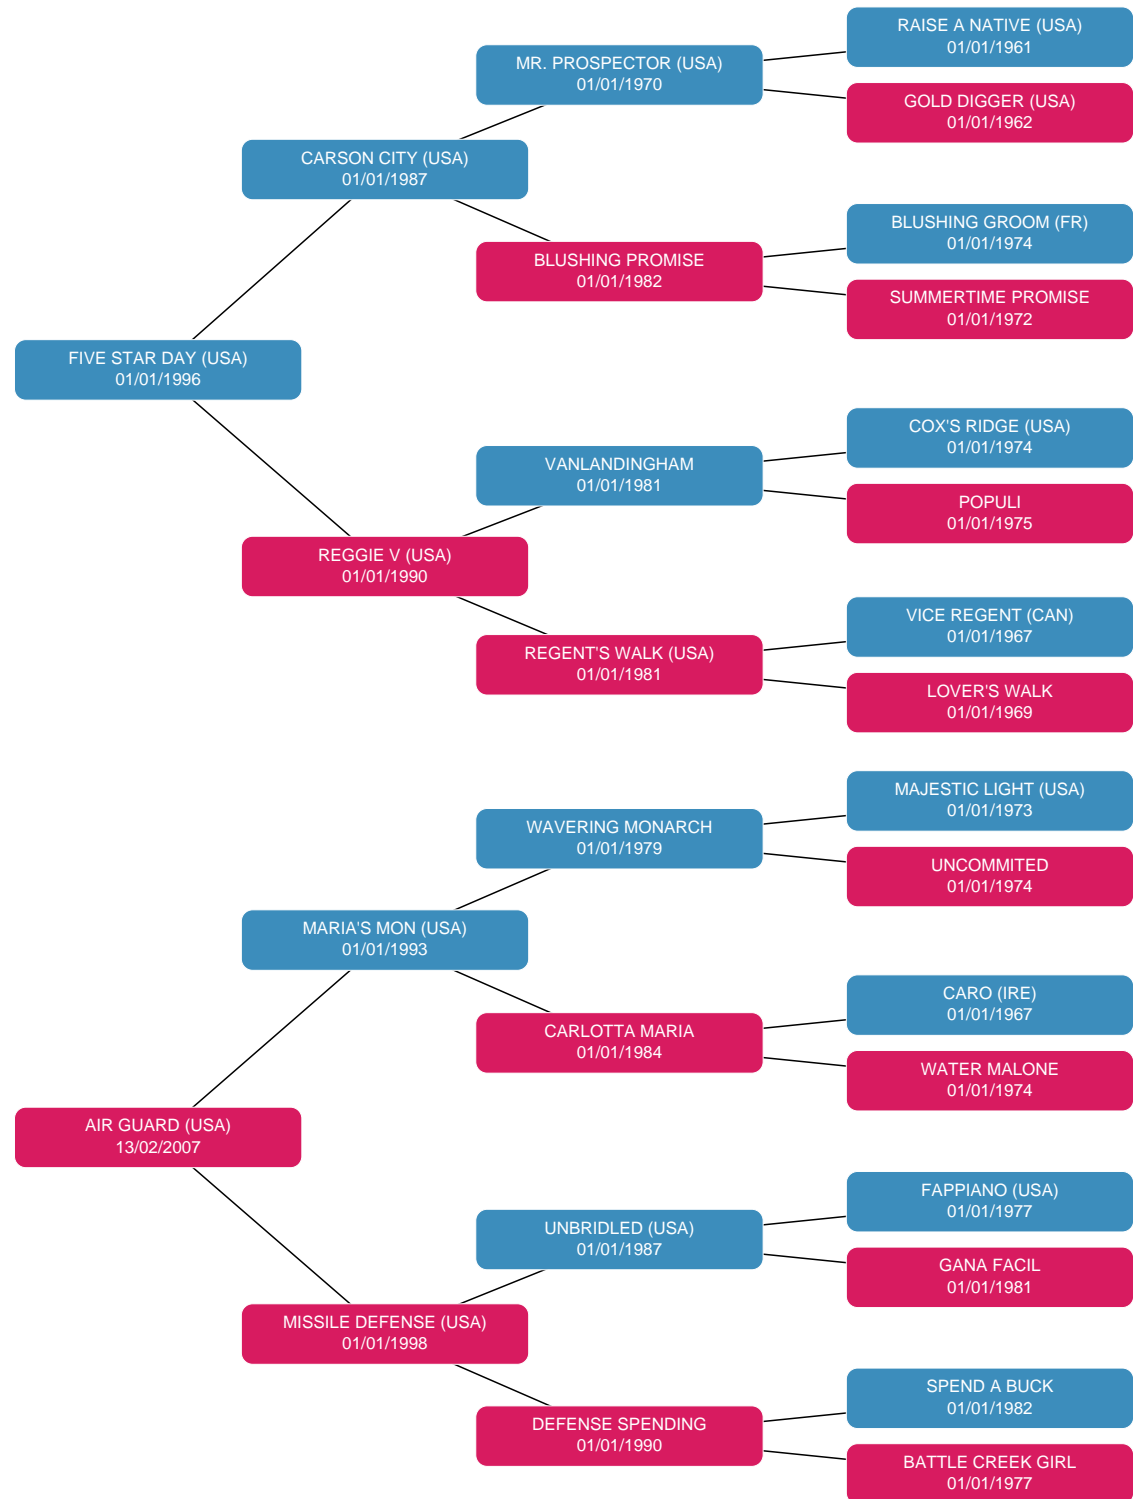 RAISE A NATIVE (USA)
01/01/1961
MR. PROSPECTOR (USA)
01/01/1970
GOLD DIGGER (USA)
01/01/1962
CARSON CITY (USA)
01/01/1987
BLUSHING GROOM (FR)
01/01/1974
BLUSHING PROMISE
01/01/1982
SUMMERTIME PROMISE
01/01/1972
FIVE STAR DAY (USA)
01/01/1996
COX'S RIDGE (USA)
01/01/1974
VANLANDINGHAM
01/01/1981
POPULI
01/01/1975
REGGIE V (USA)
01/01/1990
VICE REGENT (CAN)
01/01/1967
REGENT'S WALK (USA)
01/01/1981
LOVER'S WALK
01/01/1969
MAJESTIC LIGHT (USA)
01/01/1973
WAVERING MONARCH
01/01/1979
UNCOMMITED
01/01/1974
MARIA'S MON (USA)
01/01/1993
CARO (IRE)
01/01/1967
CARLOTTA MARIA
01/01/1984
WATER MALONE
01/01/1974
AIR GUARD (USA)
13/02/2007
FAPPIANO (USA)
01/01/1977
UNBRIDLED (USA)
01/01/1987
GANA FACIL
01/01/1981
MISSILE DEFENSE (USA)
01/01/1998
SPEND A BUCK
01/01/1982
DEFENSE SPENDING
01/01/1990
BATTLE CREEK GIRL
01/01/1977